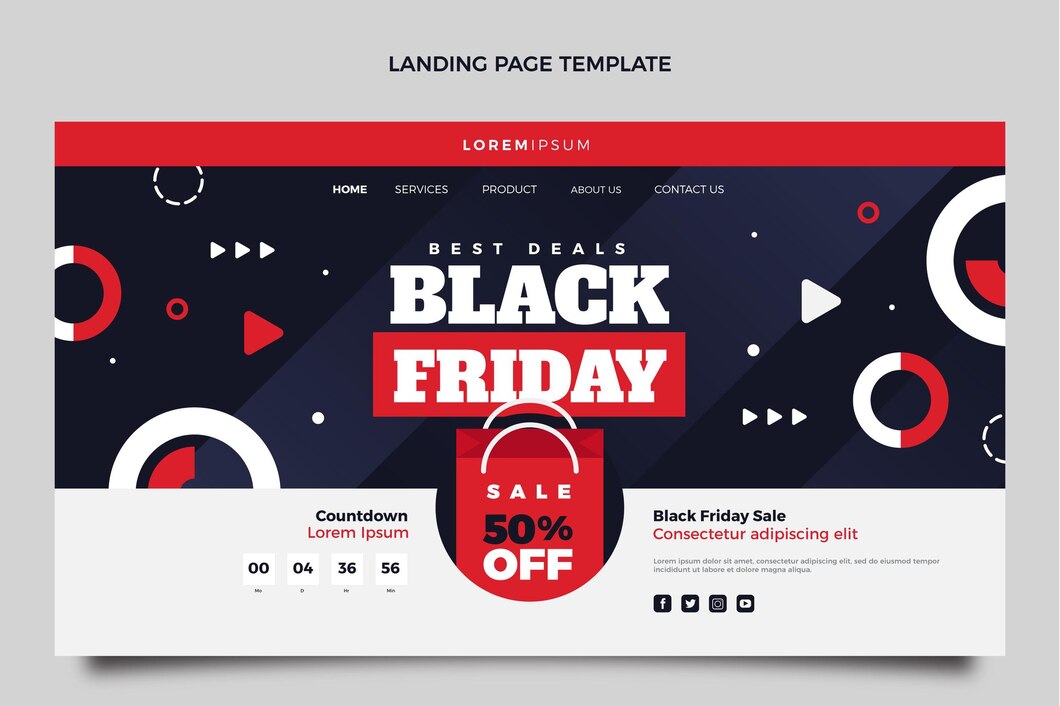 LANDING PAGE TEMPLATE
LOREMIPSUM
HOME SERVICES PRODUCT ABOUT US CONTACT US
BEST DEALS
BLACK
FRIDAY
SALE
50%
OFF
Countdown
Lorem Ipsum
00 04 36 56
Mo D Hr Min
Black Friday Sale
Consectetur adipiscing elit
Lorem ipsum dolor sit amet, consectetur adipiscing elit, sed do eiusmod tempor
incididunt ut labore et dolore magna aliqua.